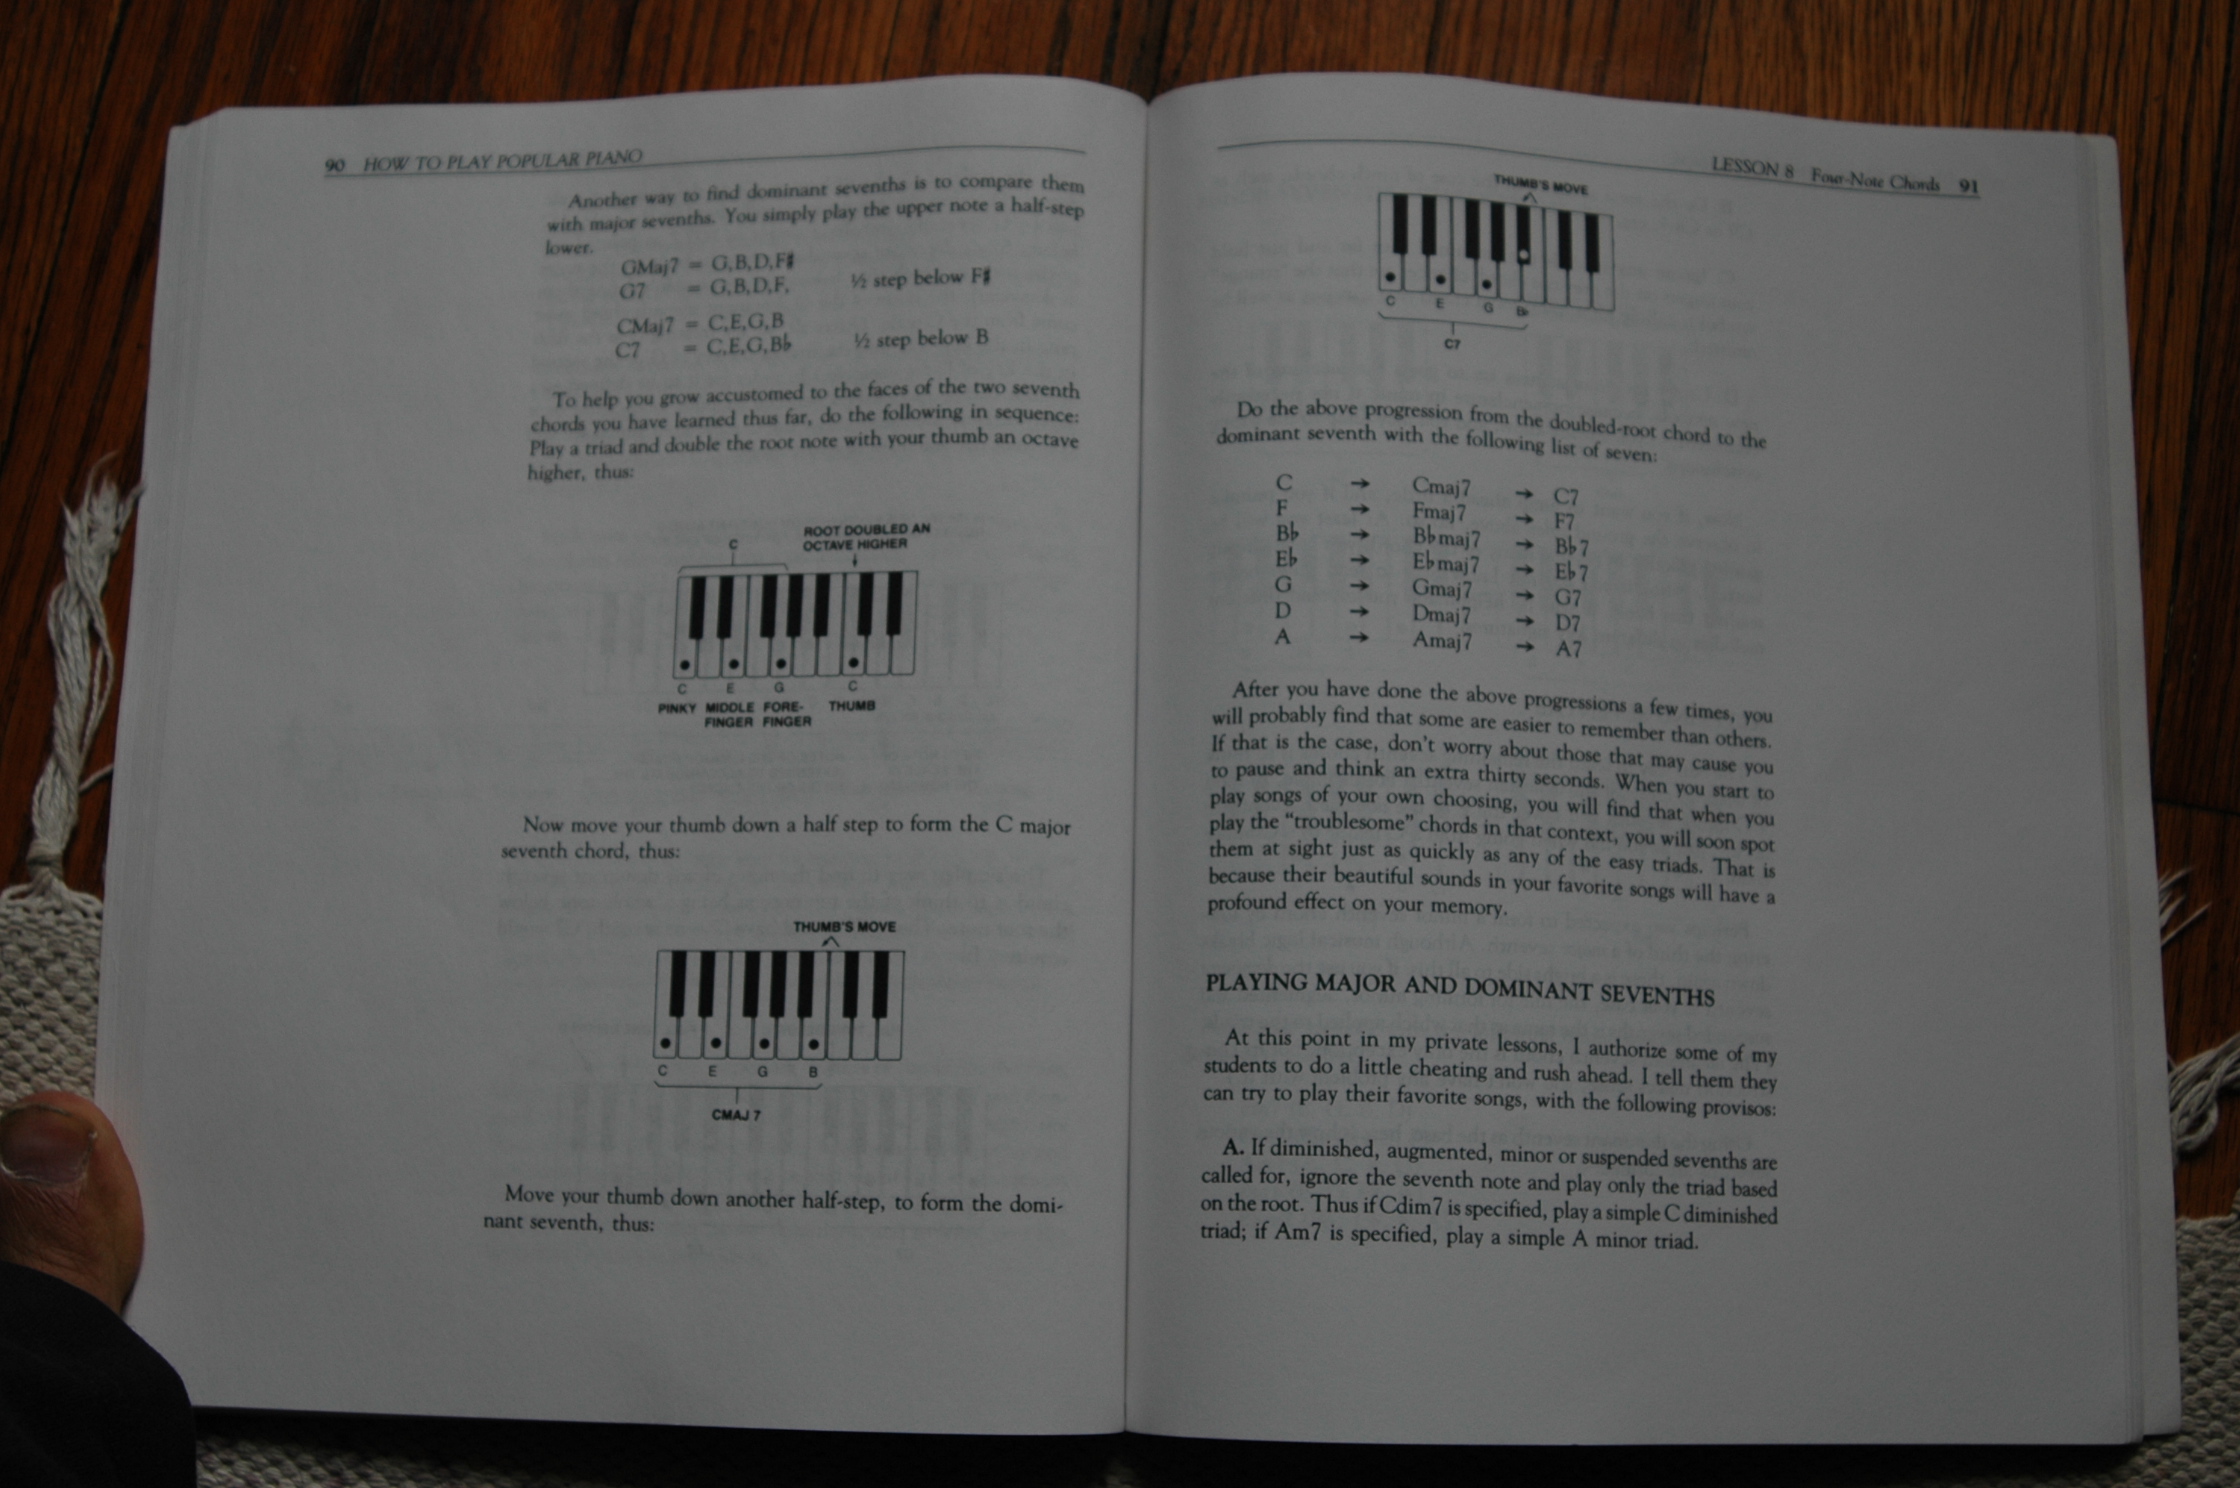 90 HOW TO PLAY POPULAR PIANO
Another way to find dominant sevenths is to compare them
with major sevenths. You simply play the upper note a half-step
lower.
GMaj7 = G,B,D,F♯
G7 = G,B,D,F, ½ step below F♯
CMaj7 = C,E,G,B
C7 = C,E,G,B♭ ½ step below B
To help you grow accustomed to the faces of the two seventh
chords you have learned thus far, do the following in sequence:
Play a triad and double the root note with your thumb an octave
higher, thus:
ROOT DOUBLED AN
OCTAVE HIGHER
C
C E G C
PINKY MIDDLE FORE- THUMB
FINGER FINGER
Now move your thumb down a half step to form the C major
seventh chord, thus:
THUMB'S MOVE
C E G B
CMAJ 7
Move your thumb down another half-step, to form the domi-
nant seventh, thus:
LESSON 8 Four-Note Chords 91
THUMB'S MOVE
C E G B♭
C7
Do the above progression from the doubled-root chord to the
dominant seventh with the following list of seven:
C → Cmaj7 → C7
F → Fmaj7 → F7
B♭ → B♭maj7 → B♭7
E♭ → E♭maj7 → E♭7
G → Gmaj7 → G7
D → Dmaj7 → D7
A → Amaj7 → A7
After you have done the above progressions a few times, you
will probably find that some are easier to remember than others.
If that is the case, don't worry about those that may cause you
to pause and think an extra thirty seconds. When you start to
play songs of your own choosing, you will find that when you
play the “troublesome” chords in that context, you will soon spot
them at sight just as quickly as any of the easy triads. That is
because their beautiful sounds in your favorite songs will have a
profound effect on your memory.
PLAYING MAJOR AND DOMINANT SEVENTHS
At this point in my private lessons, I authorize some of my
students to do a little cheating and rush ahead. I tell them they
can try to play their favorite songs, with the following provisos:
A. If diminished, augmented, minor or suspended sevenths are
called for, ignore the seventh note and play only the triad based
on the root. Thus if Cdim7 is specified, play a simple C diminished
triad; if Am7 is specified, play a simple A minor triad.